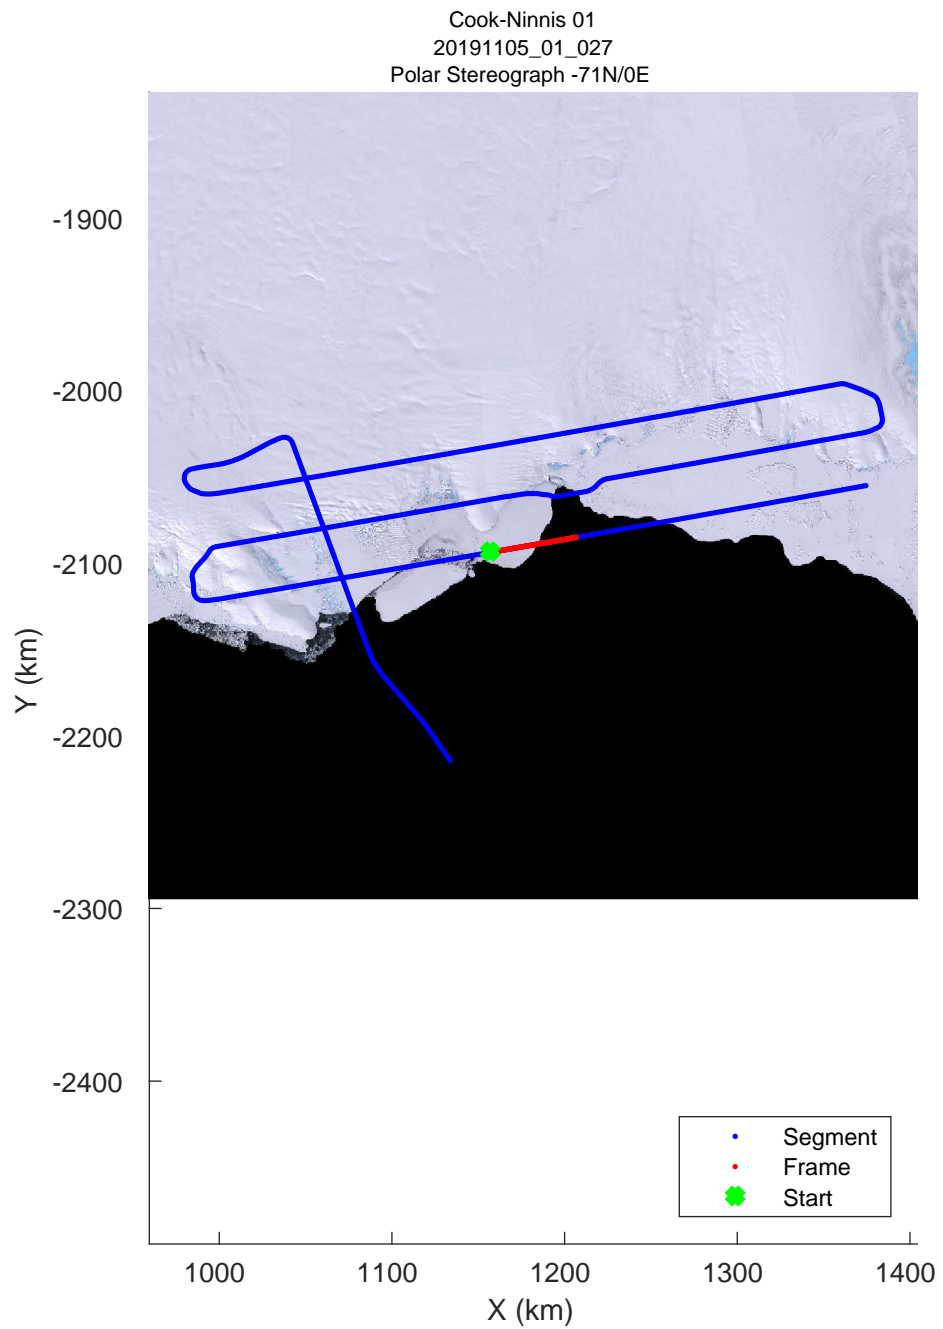 Cook-Ninnis 01
20191105_01_027
Polar Stereograph -71N/0E
-1900
-2000
-2100
-2200
-2300
-2400
Y (km)
1000
1100
1200
1300
1400
X (km)
Segment
Frame
Start